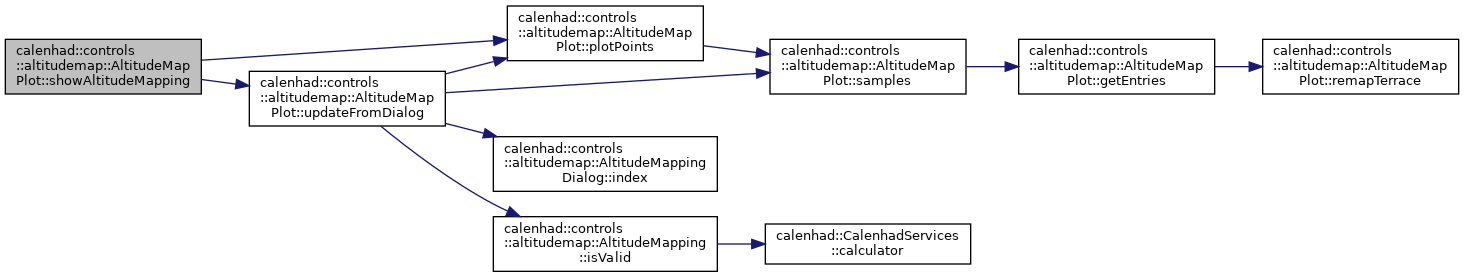 calenhad::controls
::altitudemap::AltitudeMap
Plot::showAltitudeMapping
calenhad::controls
::altitudemap::AltitudeMap
Plot::updateFromDialog
calenhad::controls
::altitudemap::AltitudeMap
Plot::plotPoints
calenhad::controls
::altitudemap::AltitudeMapping
Dialog::index
calenhad::controls
::altitudemap::AltitudeMapping
::isValid
calenhad::controls
::altitudemap::AltitudeMap
Plot::samples
calenhad::CalenhadServices
::calculator
calenhad::controls
::altitudemap::AltitudeMap
Plot::getEntries
calenhad::controls
::altitudemap::AltitudeMap
Plot::remapTerrace